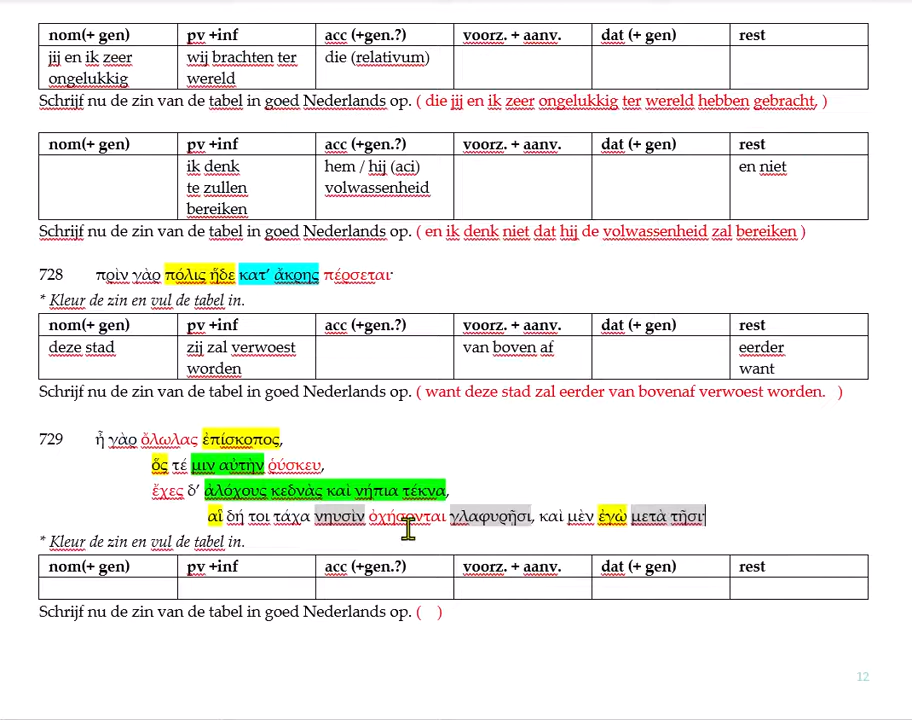 nom(+ gen) pv +inf acc (+gen.?) voorz. + aanv. dat (+ gen) rest
jij en ik zeer wij brachten ter die (relativum)
ongelukkig wereld
Schrijf nu de zin van de tabel in goed Nederlands op. ( die jij en ik zeer ongelukkig ter wereld hebben gebracht, )
nom(+ gen) pv +inf acc (+gen.?) voorz. + aanv. dat (+ gen) rest
ik denk hem / hij (aci) en niet
te zullen volwassenheid
bereiken
Schrijf nu de zin van de tabel in goed Nederlands op. ( en ik denk niet dat hij de volwassenheid zal bereiken )
728 πρὶν γὰρ πόλις ἥδε κατ’ ἄκρης πέρσεται·
* Kleur de zin en vul de tabel in.
nom(+ gen) pv +inf acc (+gen.?) voorz. + aanv. dat (+ gen) rest
deze stad zij zal verwoest van boven af eerder
worden want
Schrijf nu de zin van de tabel in goed Nederlands op. ( want deze stad zal eerder van bovenaf verwoest worden. )
729 ἦ γὰρ ὄλωλας ἐπίσκοπος,
ὅς τέ μιν αὐτὴν ῥύσκευ,
ἔχες δ’ ἀλόχους κεδνὰς καὶ νήπια τέκνα,
αἳ δή τοι τάχα νηυσὶν ὀχήσονται γλαφυρῇσι, καὶ μὲν ἐγὼ μετὰ τῇσι·
* Kleur de zin en vul de tabel in.
nom(+ gen) pv +inf acc (+gen.?) voorz. + aanv. dat (+ gen) rest
Schrijf nu de zin van de tabel in goed Nederlands op. ( )
12